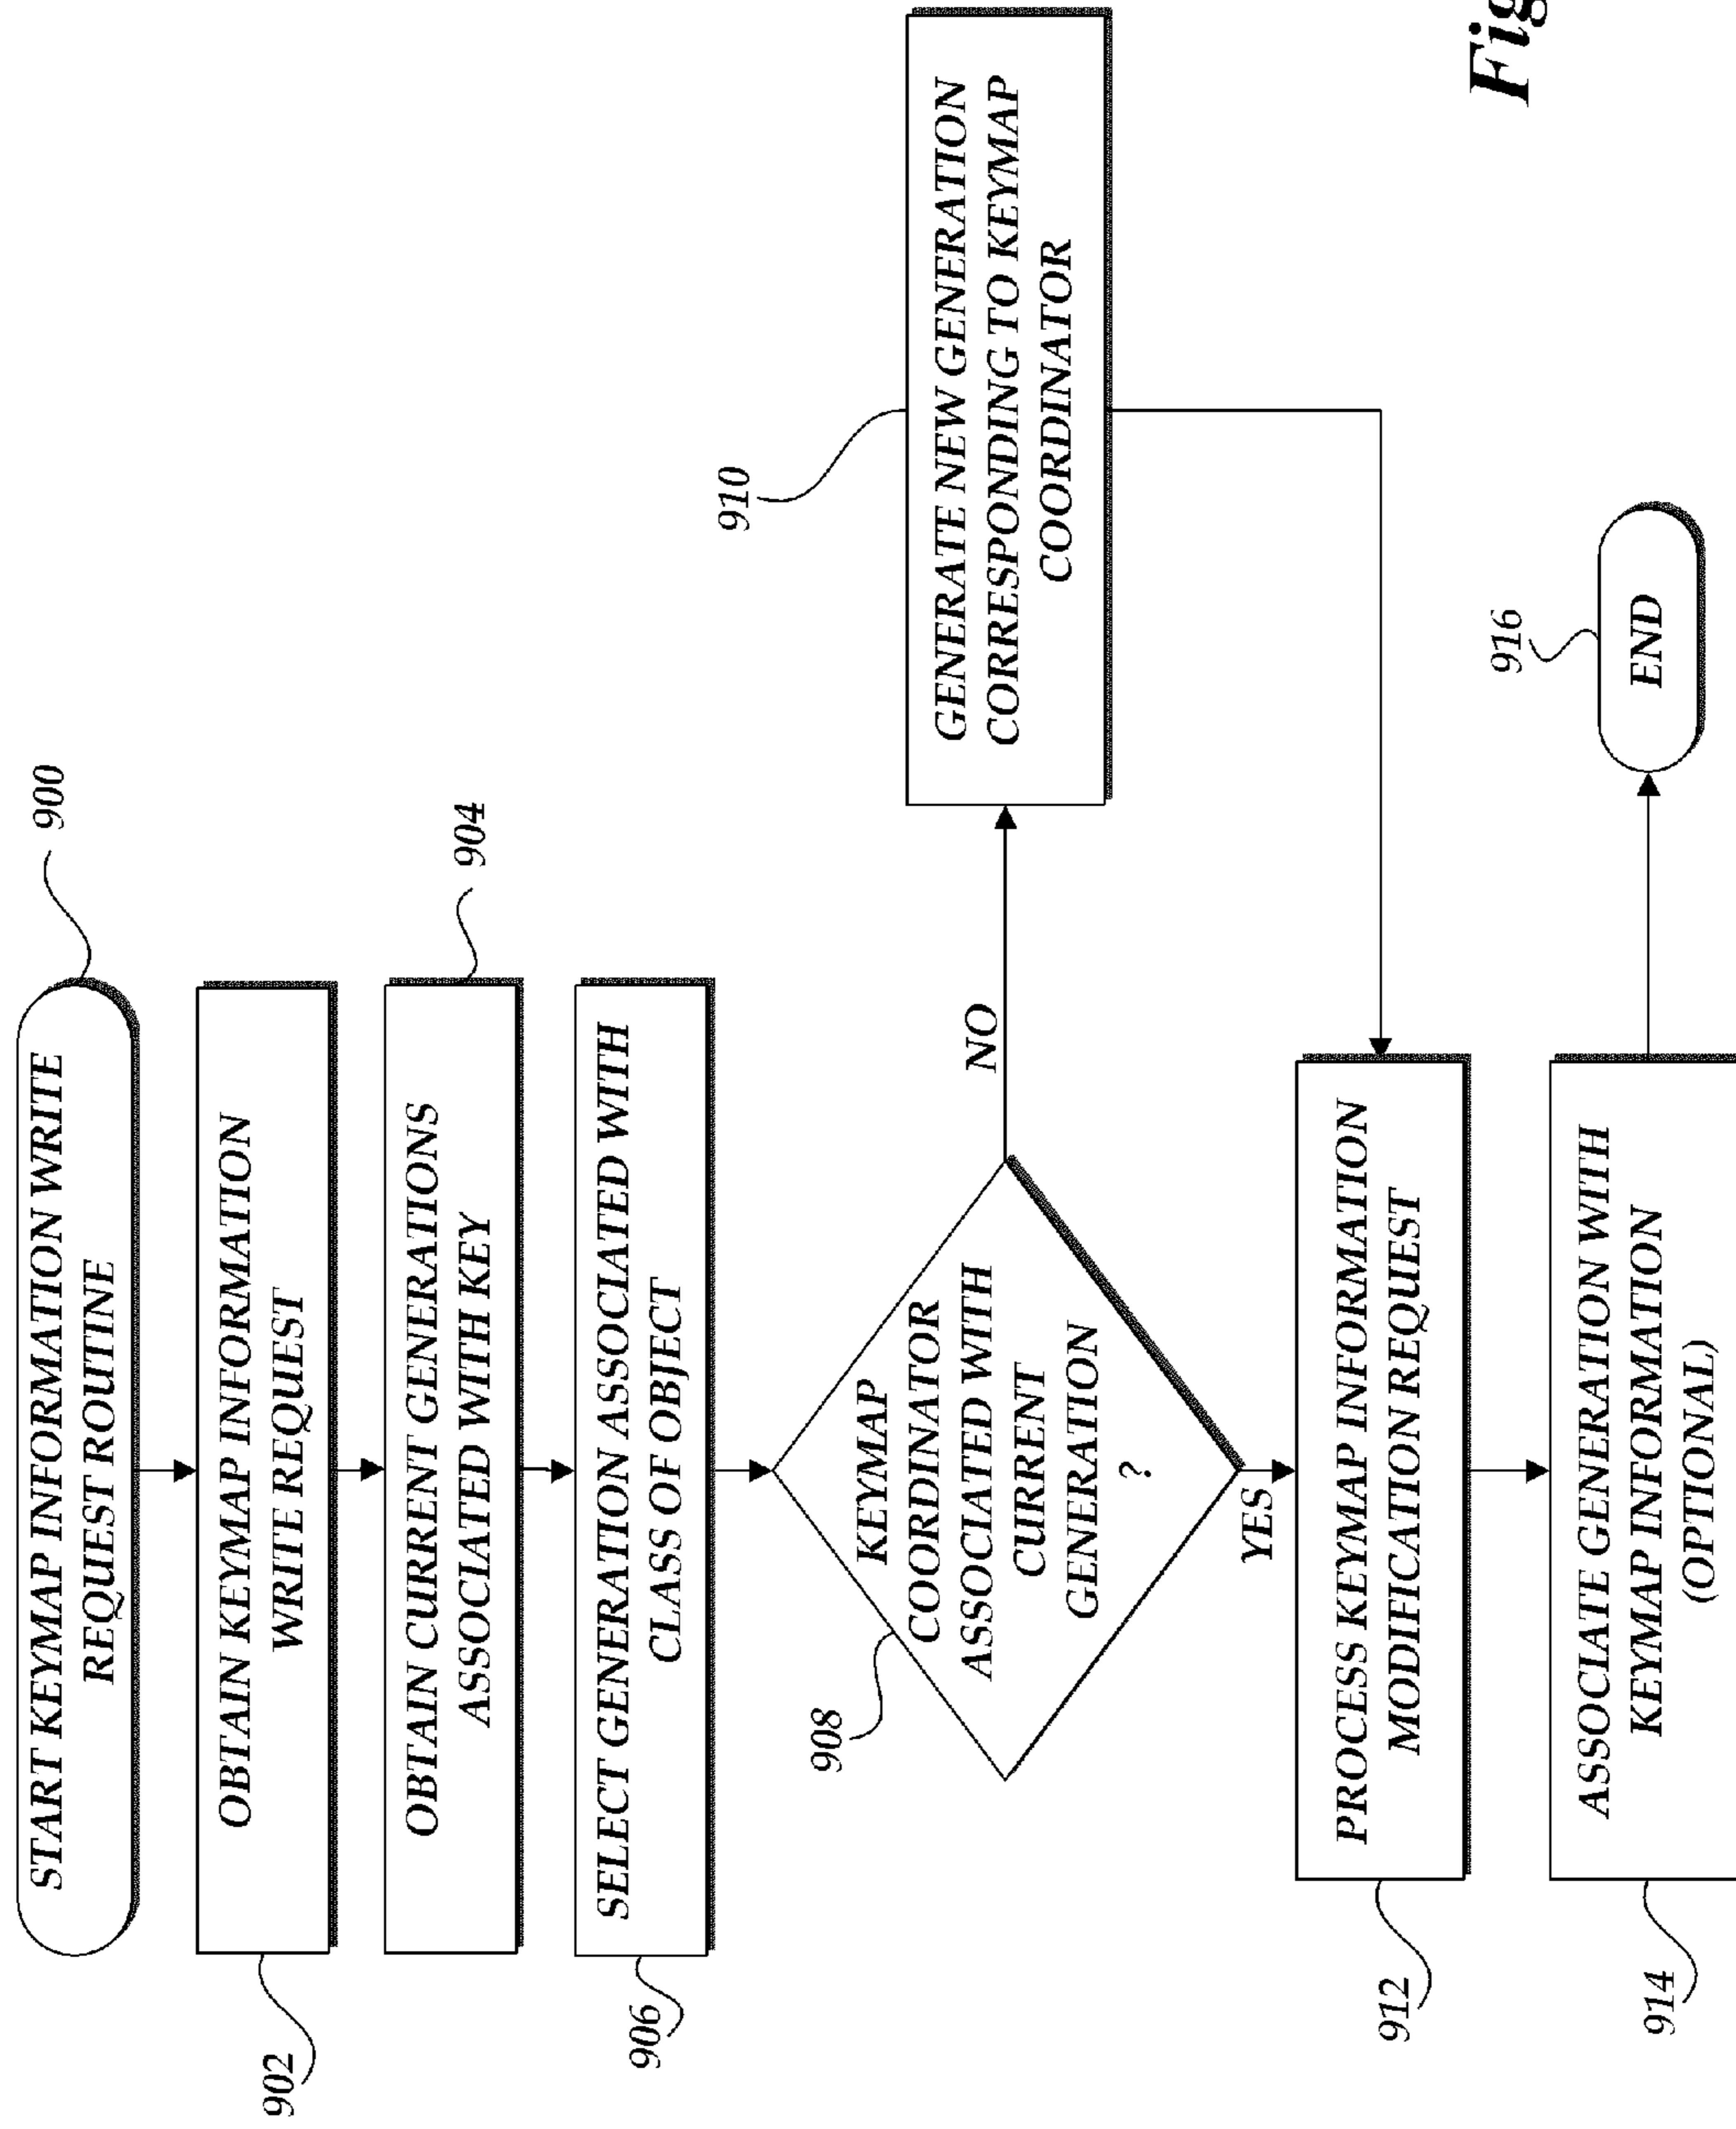 START KEYMAP INFORMATION WRITE
REQUEST ROUTINE
900
OBTAIN KEYMAP INFORMATION
WRITE REQUEST
902
OBTAIN CURRENT GENERATIONS
ASSOCIATED WITH KEY
904
SELECT GENERATION ASSOCIATED WITH
CLASS OF OBJECT
906
KEYMAP
COORDINATOR
ASSOCIATED WITH
CURRENT
GENERATION
?
908
NO
YES
GENERATE NEW GENERATION
CORRESPONDING TO KEYMAP
COORDINATOR
910
PROCESS KEYMAP INFORMATION
MODIFICATION REQUEST
912
ASSOCIATE GENERATION WITH
KEYMAP INFORMATION
(OPTIONAL)
914
END
916
Fig